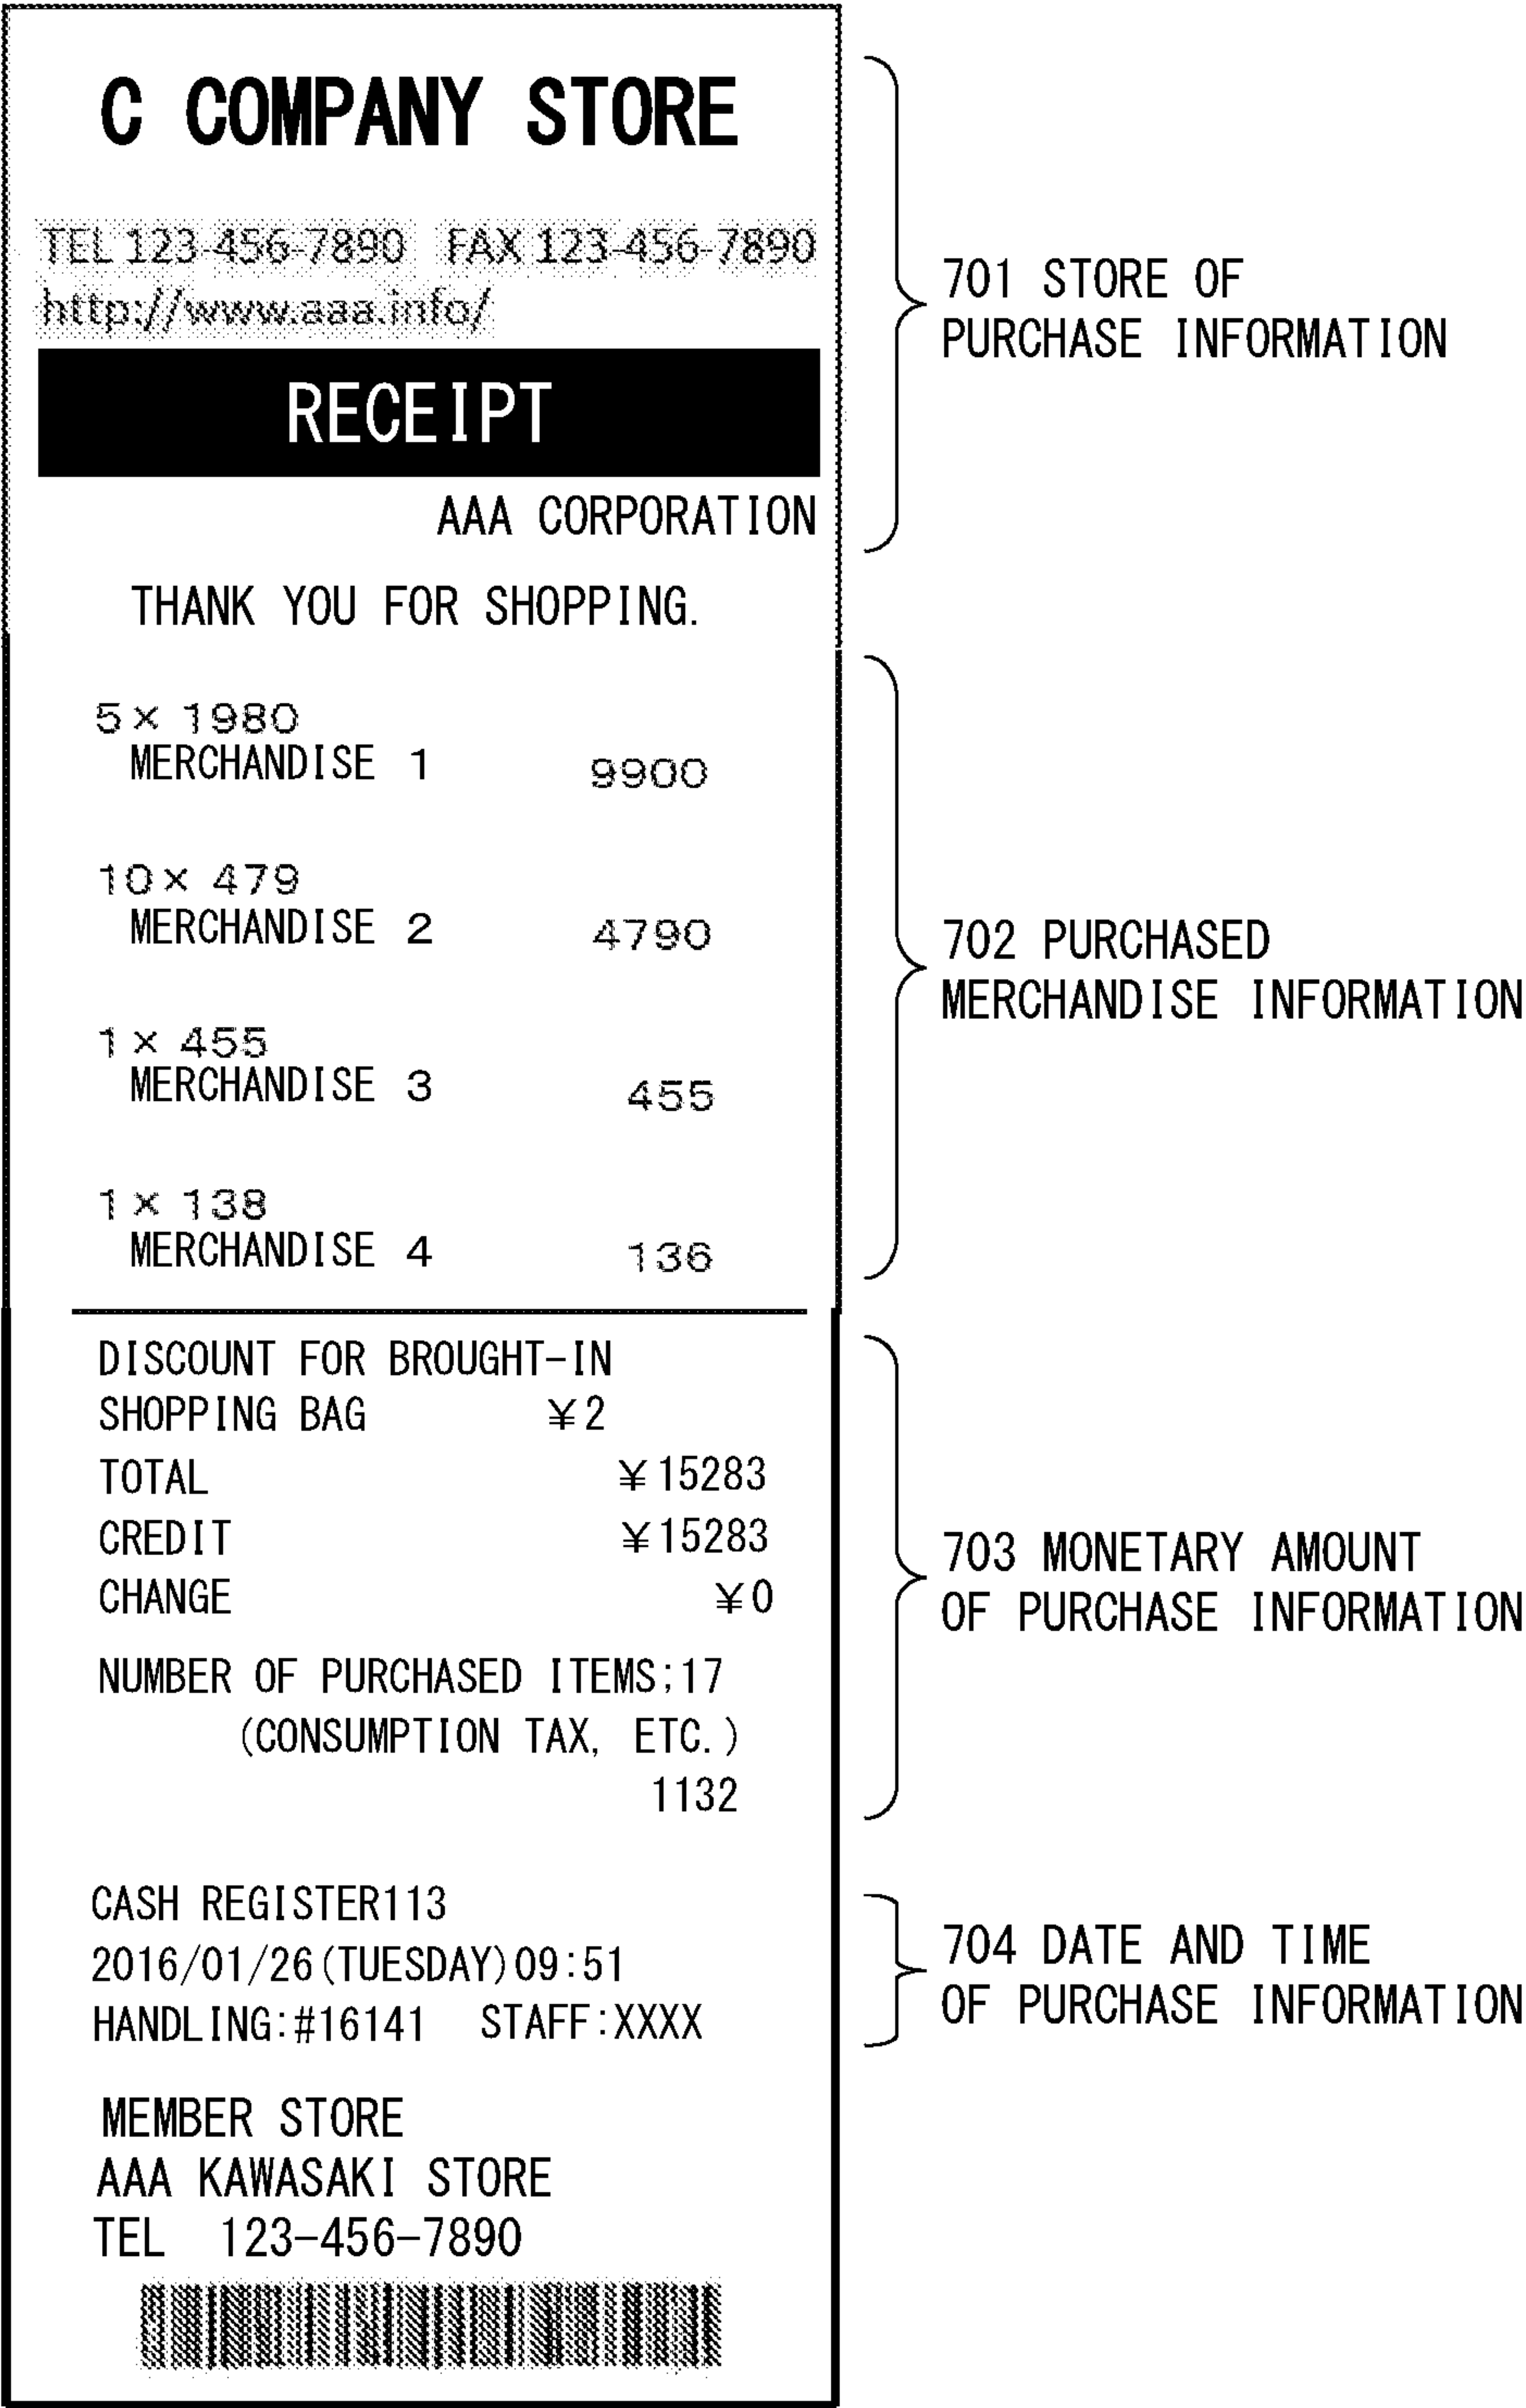 C COMPANY STORE
TEL 123-456-7890 FAX 123-456-7890
http://www.aaa.info/
RECEIPT
AAA CORPORATION
701 STORE OF
PURCHASE INFORMATION
THANK YOU FOR SHOPPING.
5× 1980
MERCHANDISE 1 9900
10× 479
MERCHANDISE 2 4790
1× 455
MERCHANDISE 3 455
1× 138
MERCHANDISE 4 136
702 PURCHASED
MERCHANDISE INFORMATION
DISCOUNT FOR BROUGHT-IN
SHOPPING BAG ¥2
TOTAL ¥15283
CREDIT ¥15283
CHANGE ¥0
NUMBER OF PURCHASED ITEMS;17
(CONSUMPTION TAX, ETC.)
1132
703 MONETARY AMOUNT
OF PURCHASE INFORMATION
CASH REGISTER113
2016/01/26(TUESDAY)09:51
HANDLING:#16141 STAFF:XXXX
704 DATE AND TIME
OF PURCHASE INFORMATION
MEMBER STORE
AAA KAWASAKI STORE
TEL 123-456-7890